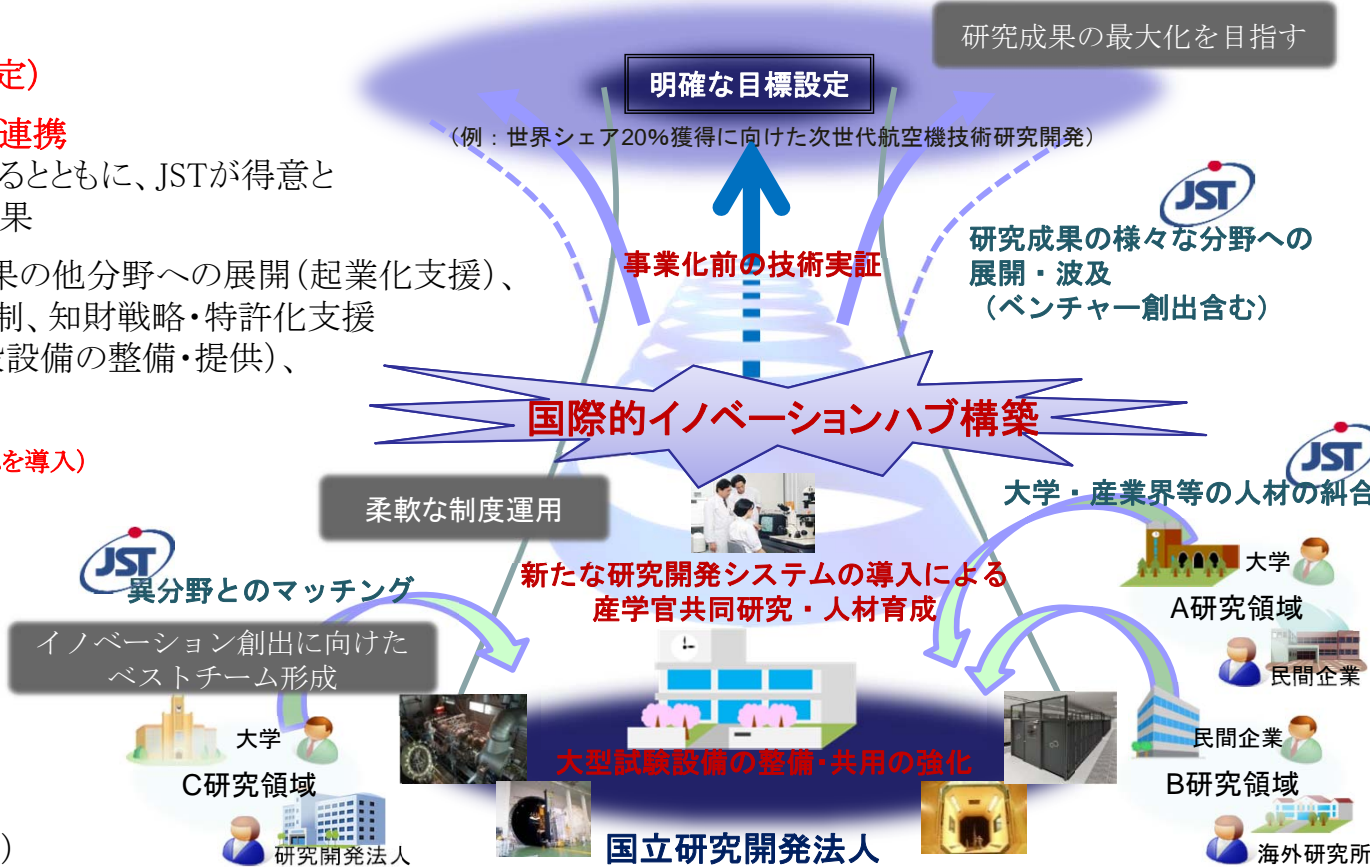 定）
連携
るとともに、JSTが得意と
果
果の他分野への展開（起業化支援）、
制、知財戦略・特許化支援
設設備の整備・提供）、
を導入）
）
研究成果の最大化を目指す
明確な目標設定
（例：世界シェア20%獲得に向けた次世代航空機技術研究開発）
JST
研究成果の様々な分野への
展開・波及
（ベンチャー創出含む）
事業化前の技術実証
国際的イノベーションハブ構築
JST
大学・産業界等の人材の糾合
柔軟な制度運用
JST
異分野とのマッチング
新たな研究開発システムの導入による
産学官共同研究・人材育成
イノベーション創出に向けた
ベストチーム形成
大学
A研究領域
民間企業
大学
C研究領域
研究開発法人
民間企業
B研究領域
海外研究所
大型試験設備の整備・共用の強化
国立研究開発法人